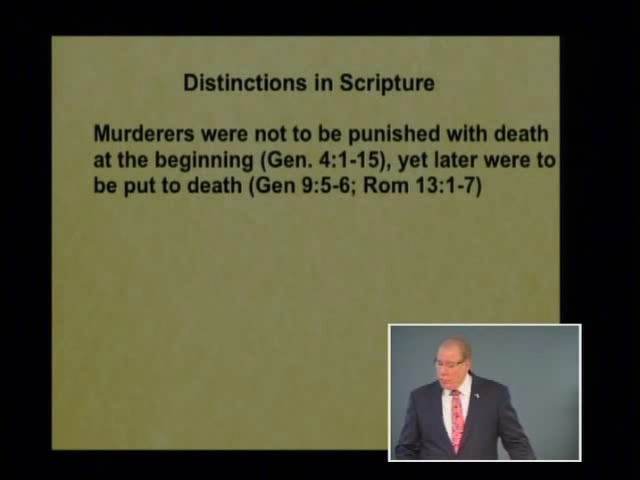 Distinctions in Scripture
Murderers were not to be punished with death
at the beginning (Gen. 4:1-15), yet later were to
be put to death (Gen 9:5-6; Rom 13:1-7)